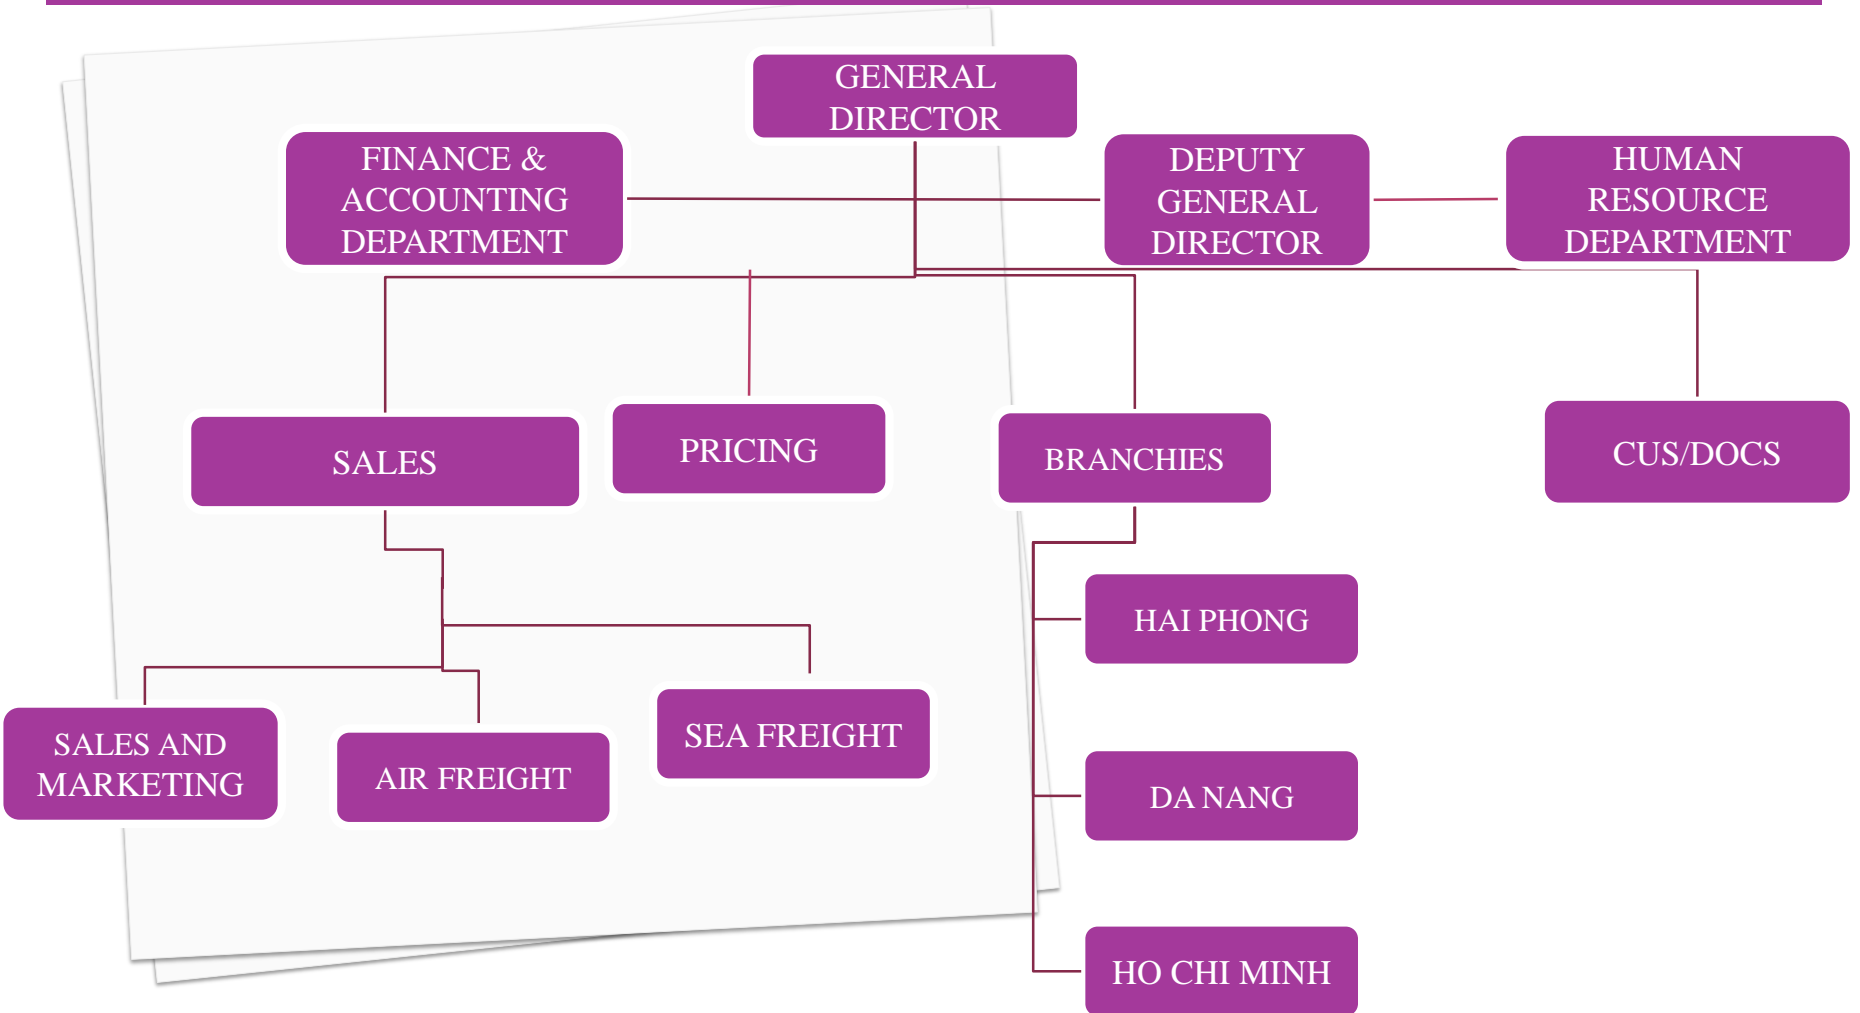 GENERAL
DIRECTOR
FINANCE &
ACCOUNTING
DEPARTMENT
DEPUTY
GENERAL
DIRECTOR
HUMAN
RESOURCE
DEPARTMENT
SALES
PRICING
BRANCHIES
CUS/DOCS
HAI PHONG
SALES AND
MARKETING
AIR FREIGHT
SEA FREIGHT
DA NANG
HO CHI MINH